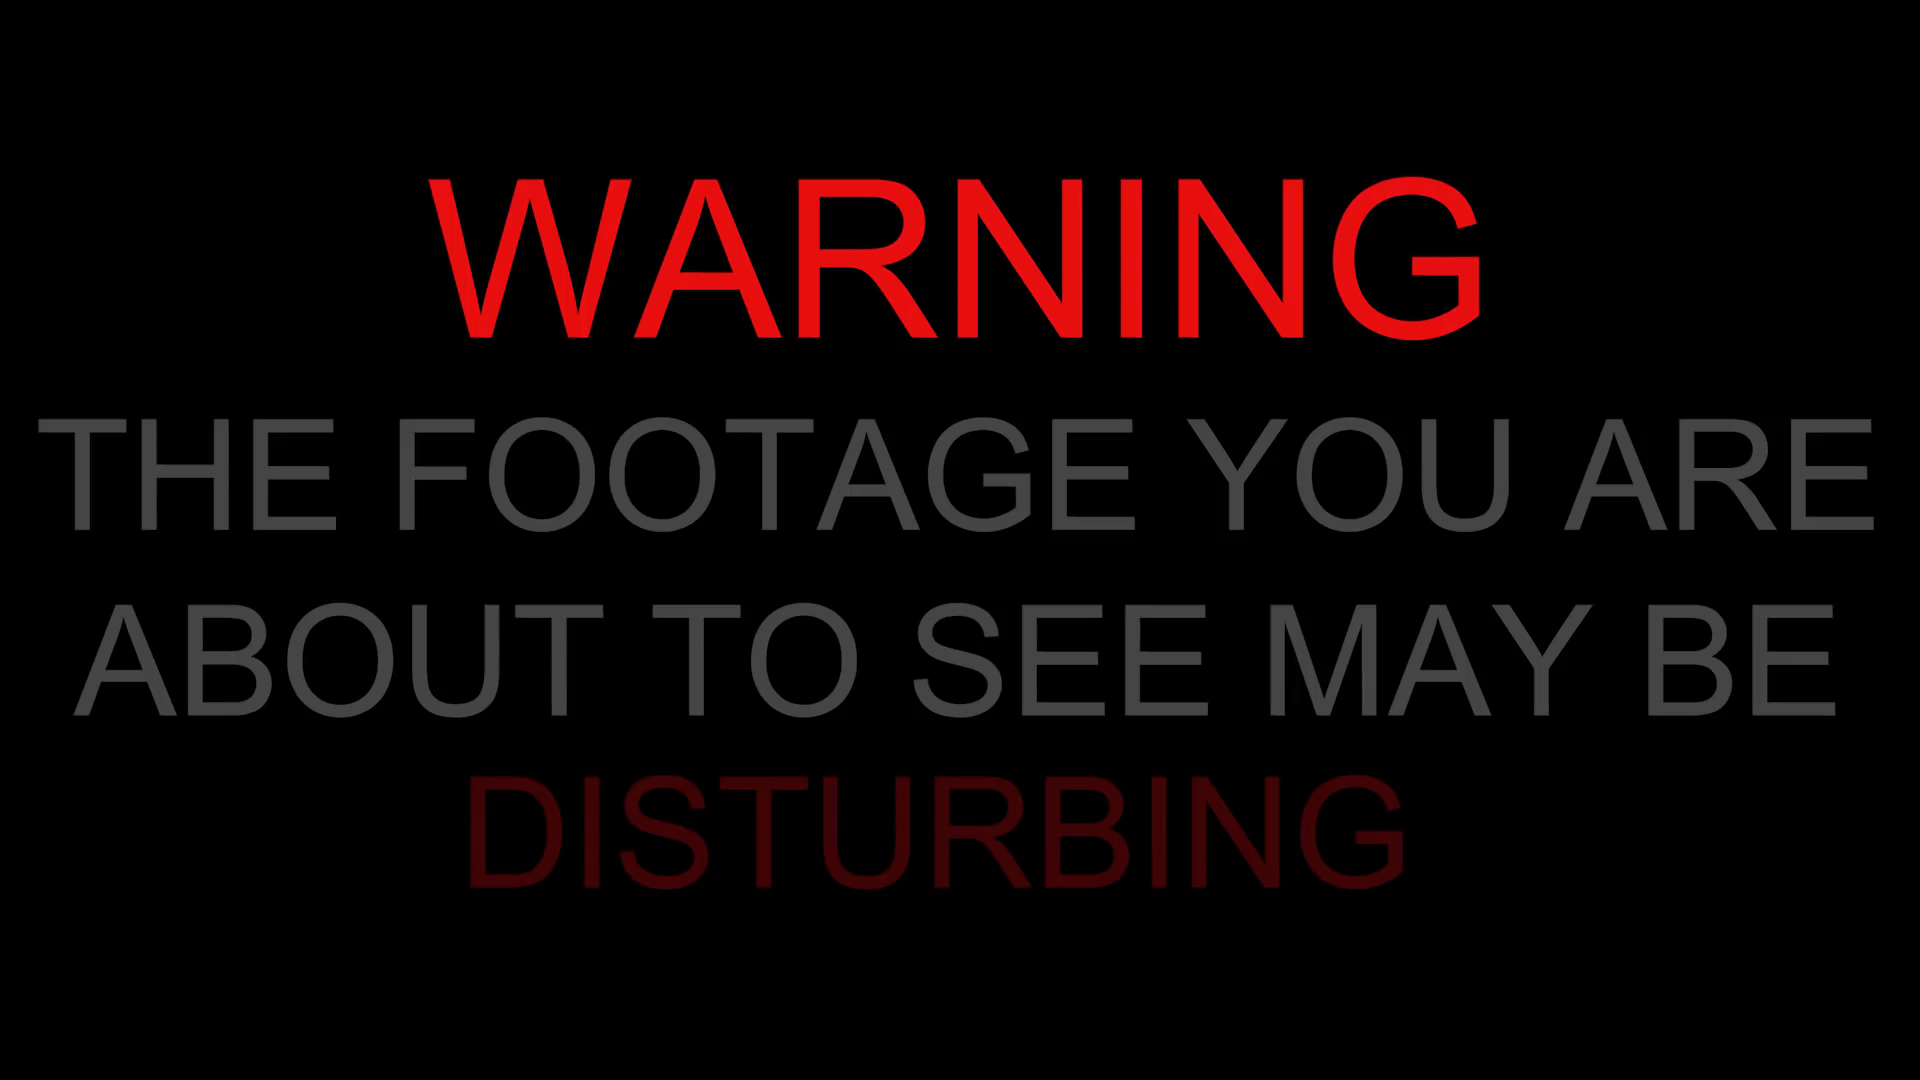 WARNING
THE FOOTAGE YOU ARE
ABOUT TO SEE MAY BE
DISTURBING